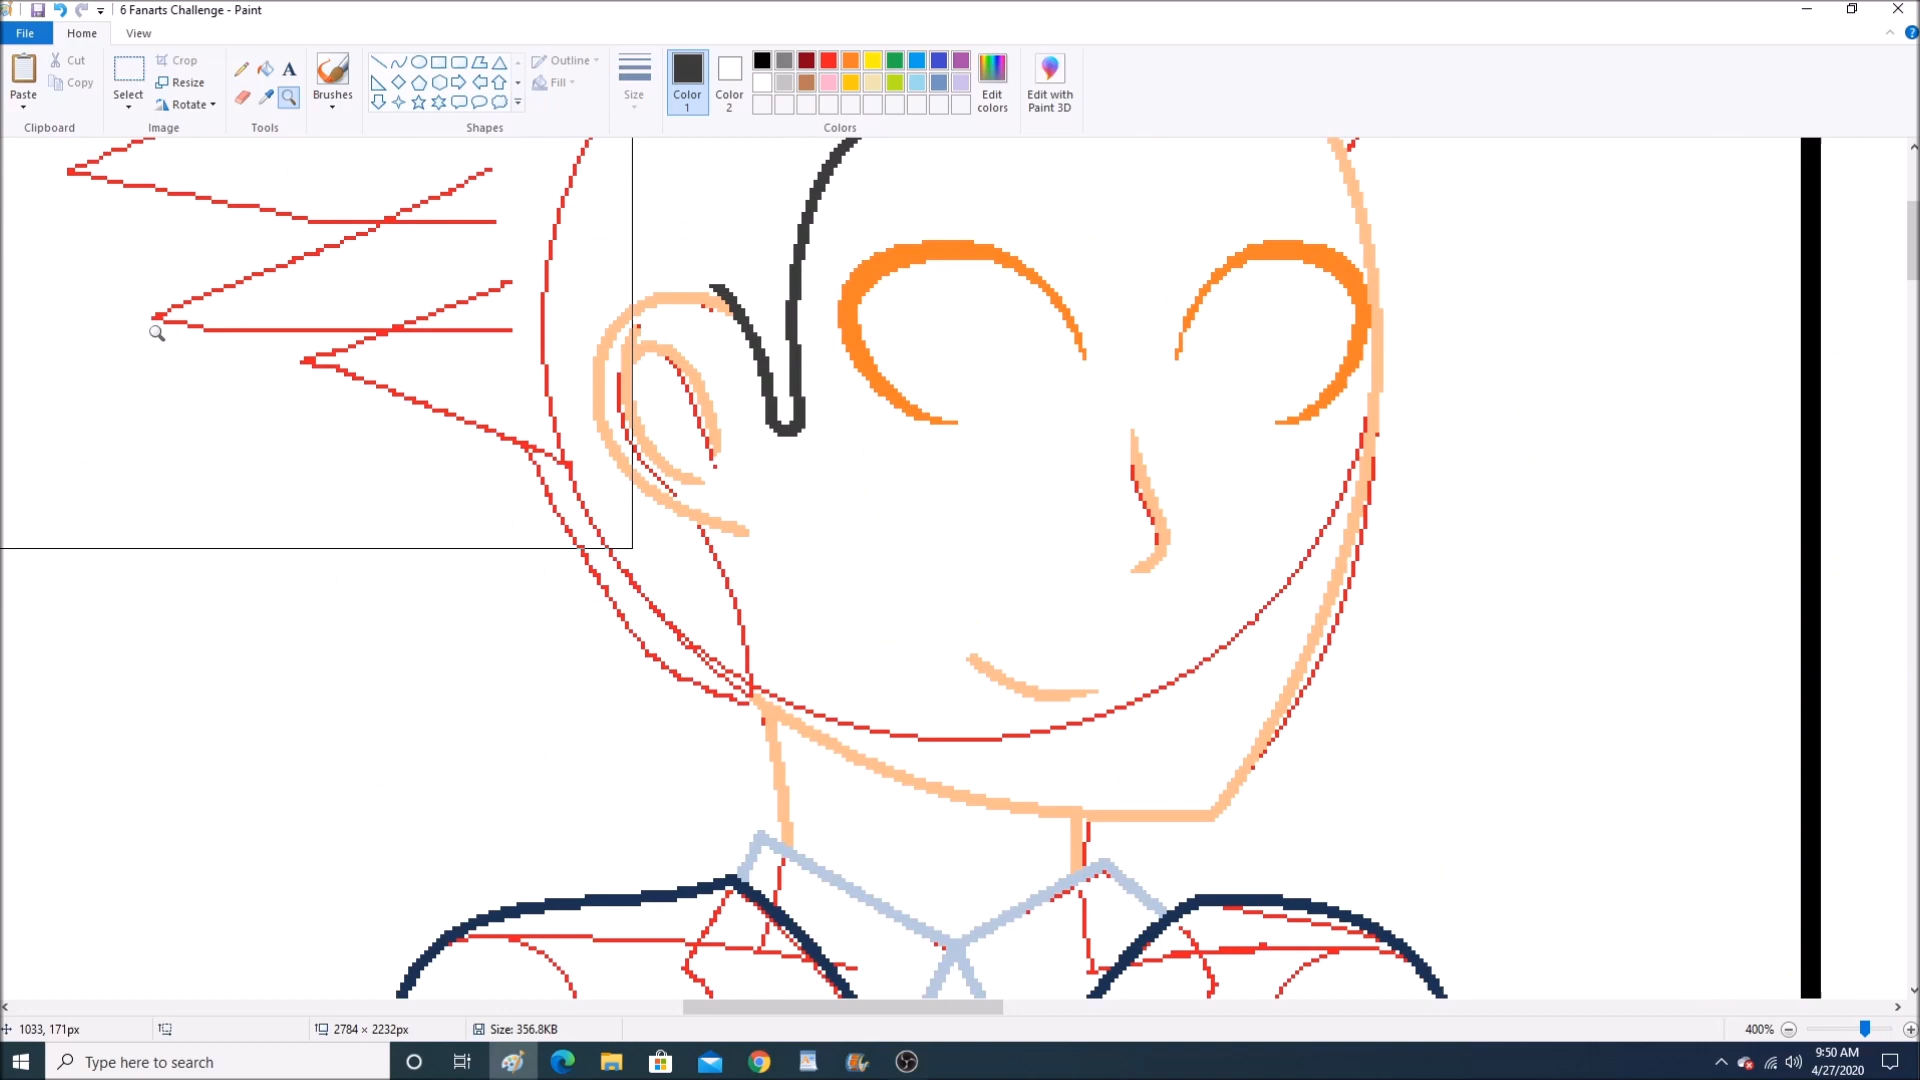 6 Fanarts Challenge - Paint
File
Home
View
Paste
Cut
Copy
Clipboard
Select
Crop
Resize
Rotate
Image
A
Tools
Brushes
Outline
Fill
Shapes
Size
Color 1
Color 2
Edit colors
Colors
Edit with Paint 3D
1033, 171px
2784 × 2232px
Size: 356.8KB
400%
Type here to search
9:50 AM
4/27/2020